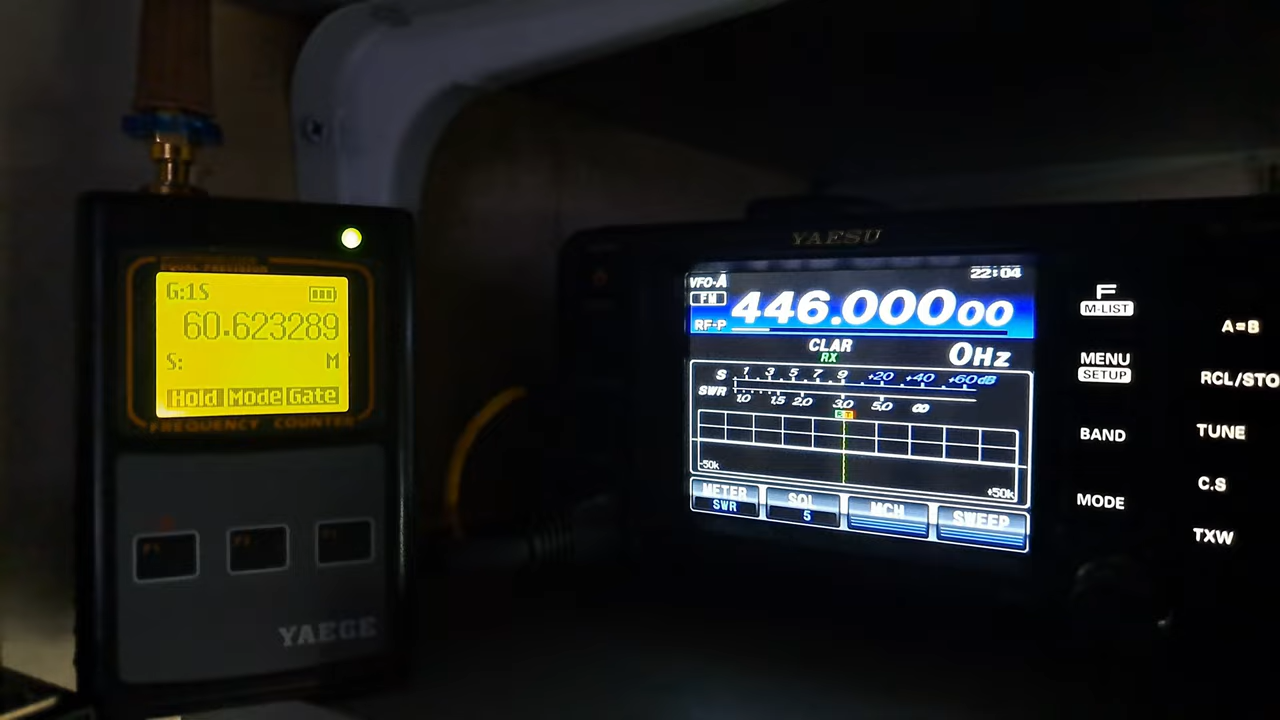 G:1S
60.623289
S: M
Hold Mode Gate
FREQUENCY COUNTER
YAEGE
YAESU
22:04
VFO-A
FM
446.00000
RF-P
CLAR
RX
0Hz
S 1 3 5 7 9 +20 +40 +60dB
SWR 1.0 1.5 2.0 3.0 5.0 ∞
-50k +50k
METER SQL MCH SWEEP
SWR 5
F
M-LIST
A=B
MENU
SETUP
RCL/STO
BAND
TUNE
C.S
MODE
TXW